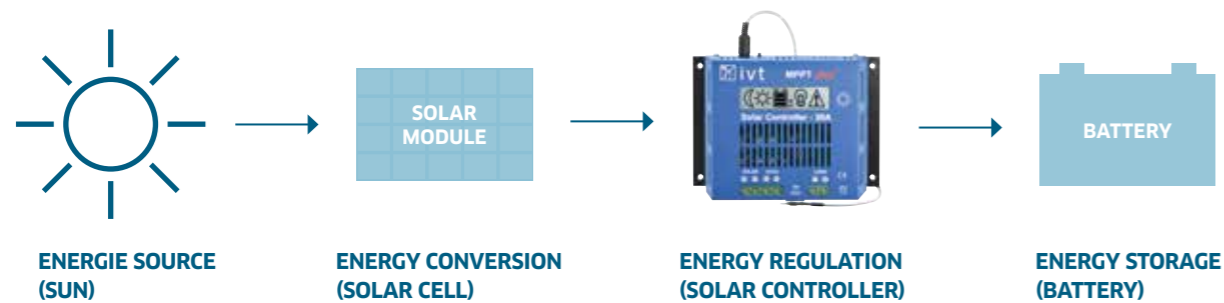 SOLAR
MODULE
ivt
MPPT
Solar Controller - 30A
BATTERY
ENERGIE SOURCE
(SUN)
ENERGY CONVERSION
(SOLAR CELL)
ENERGY REGULATION
(SOLAR CONTROLLER)
ENERGY STORAGE
(BATTERY)